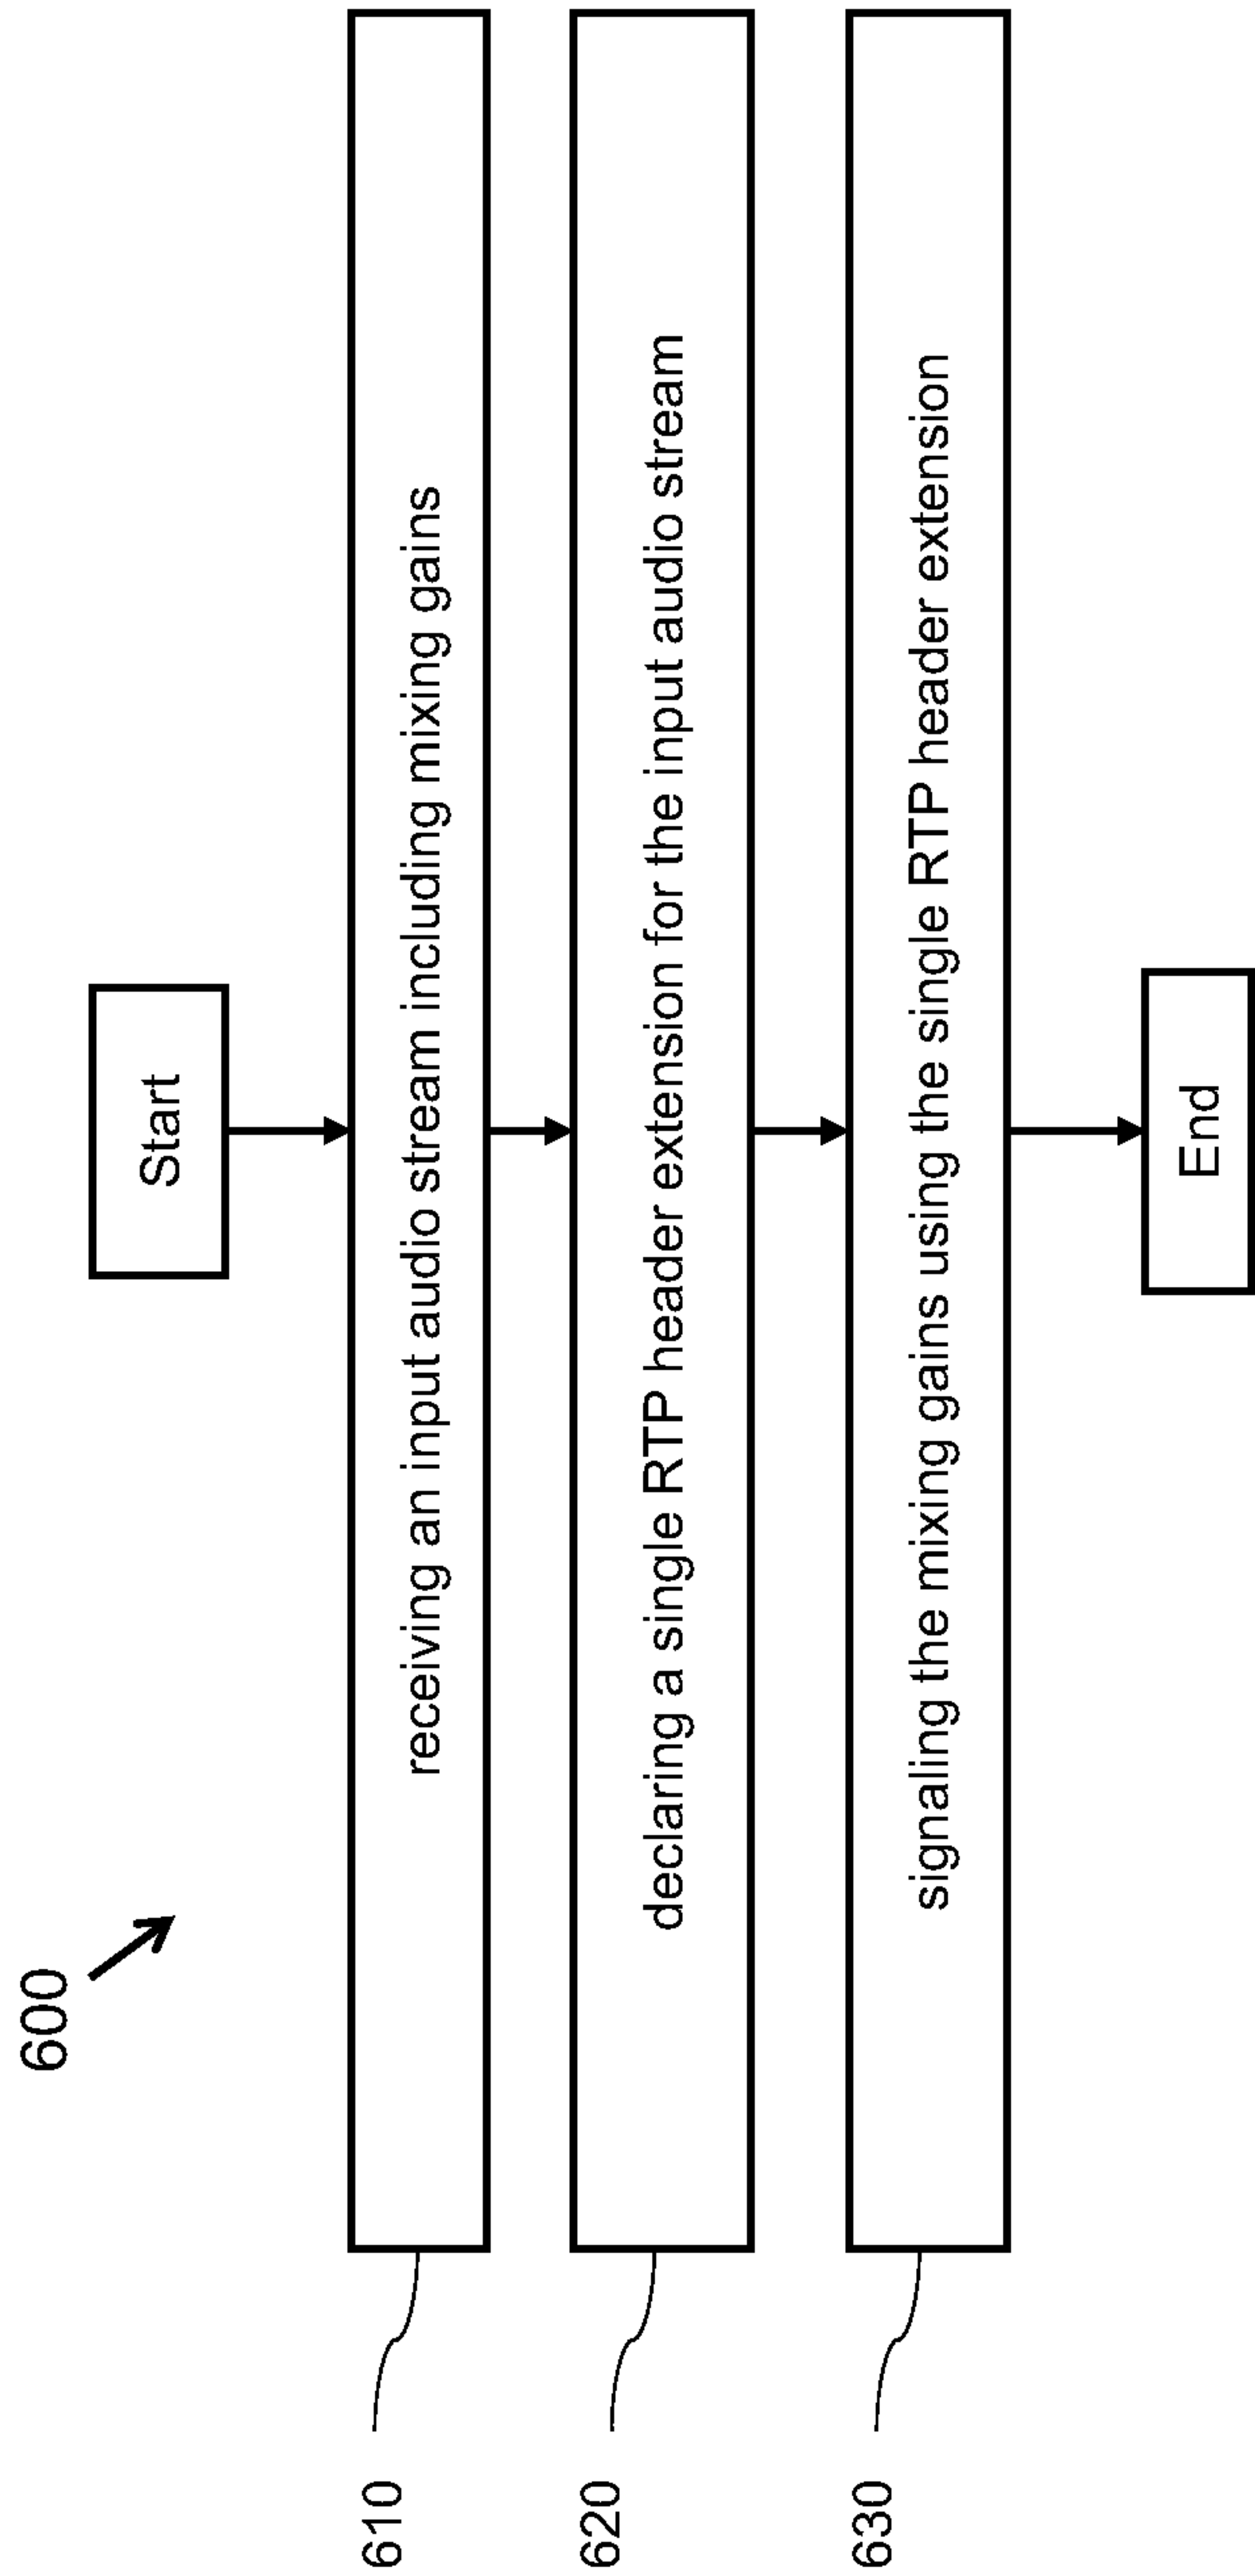 600
Start
610
receiving an input audio stream including mixing gains
620
declaring a single RTP header extension for the input audio stream
630
signaling the mixing gains using the single RTP header extension
End